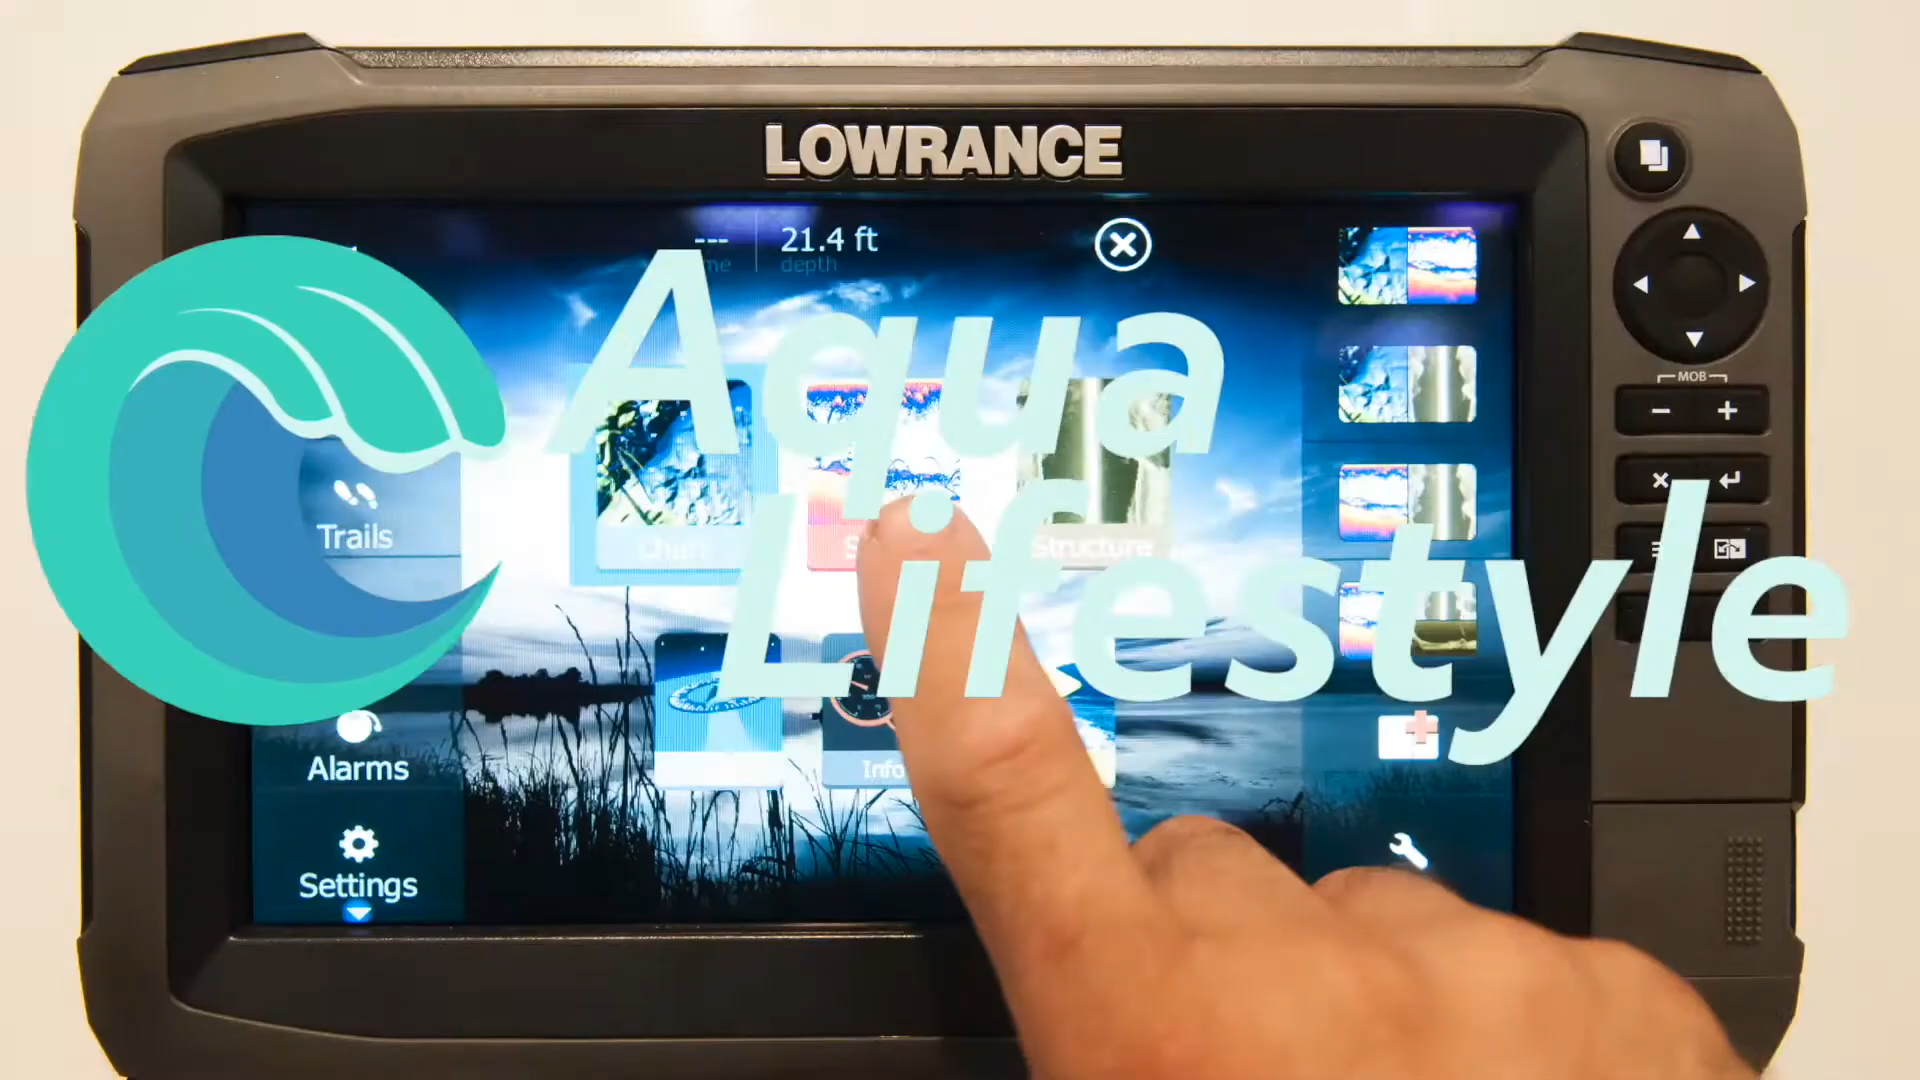 LOWRANCE
--- 21.4 ft
depth
Aqua
Lifestyle
MOB
Trails
Structure
Info
Alarms
Settings